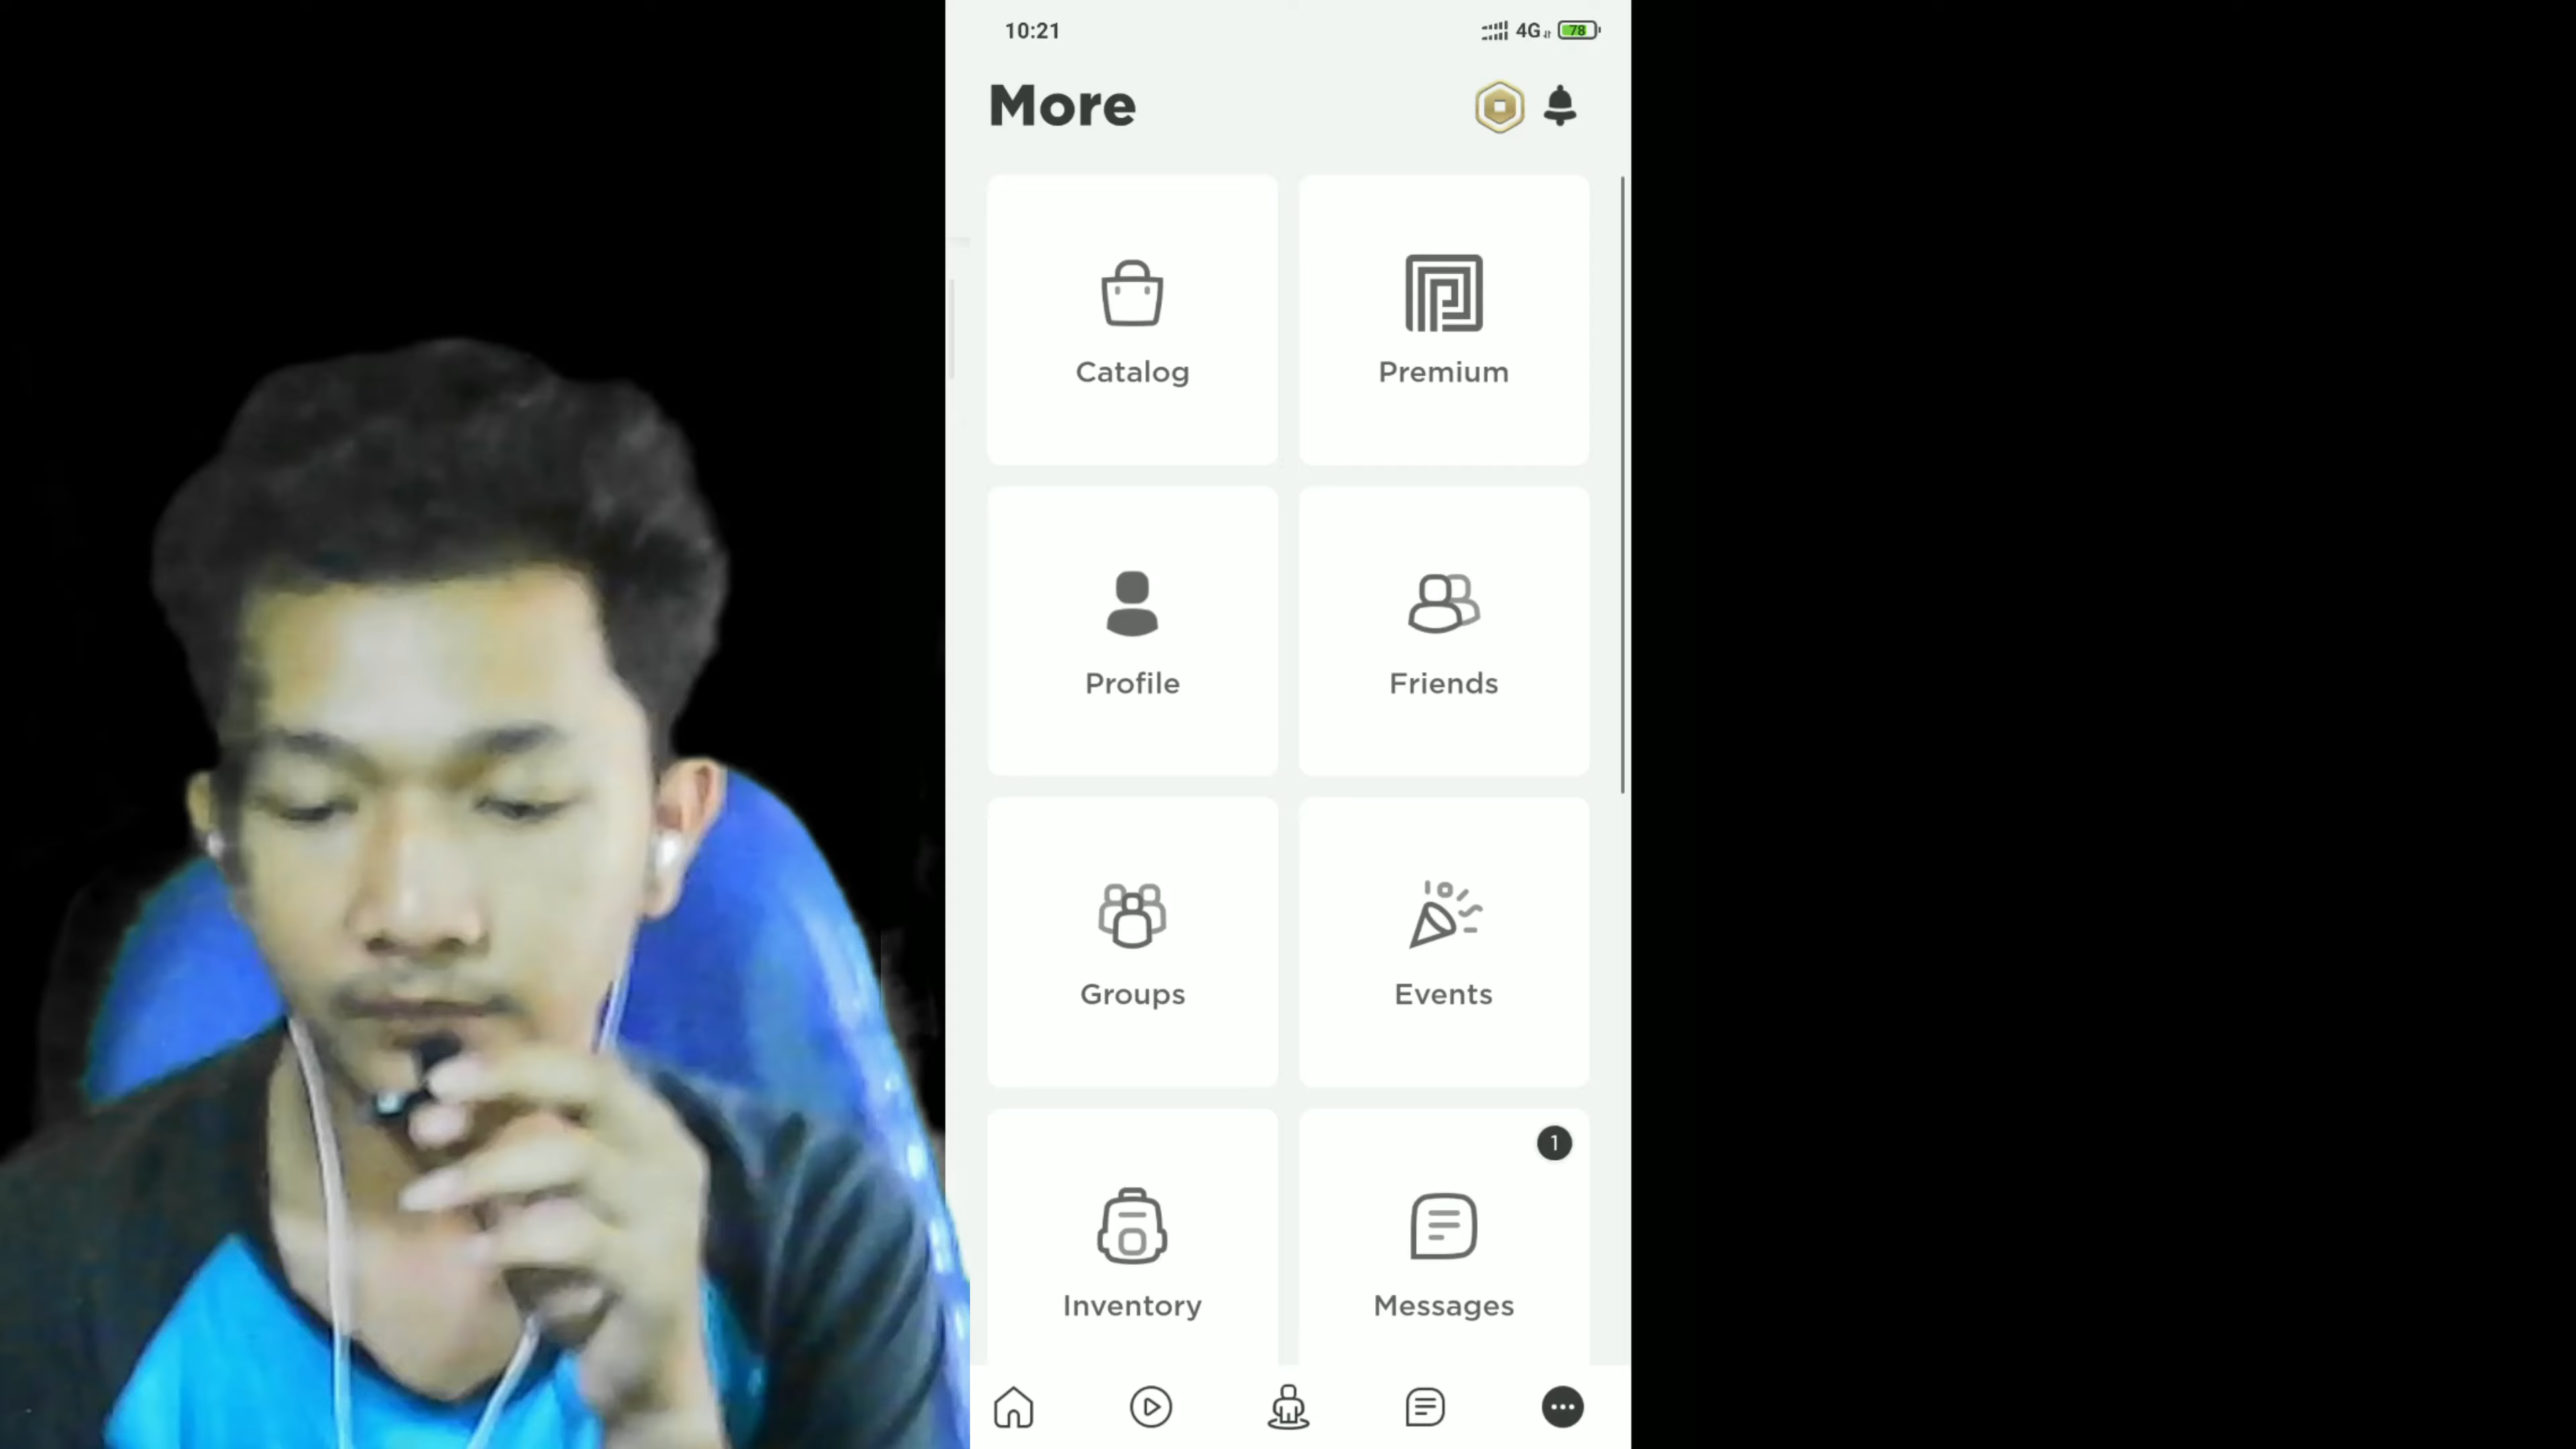 10:21
4G 78
More
Catalog
Premium
Profile
Friends
Groups
Events
1
Inventory
Messages